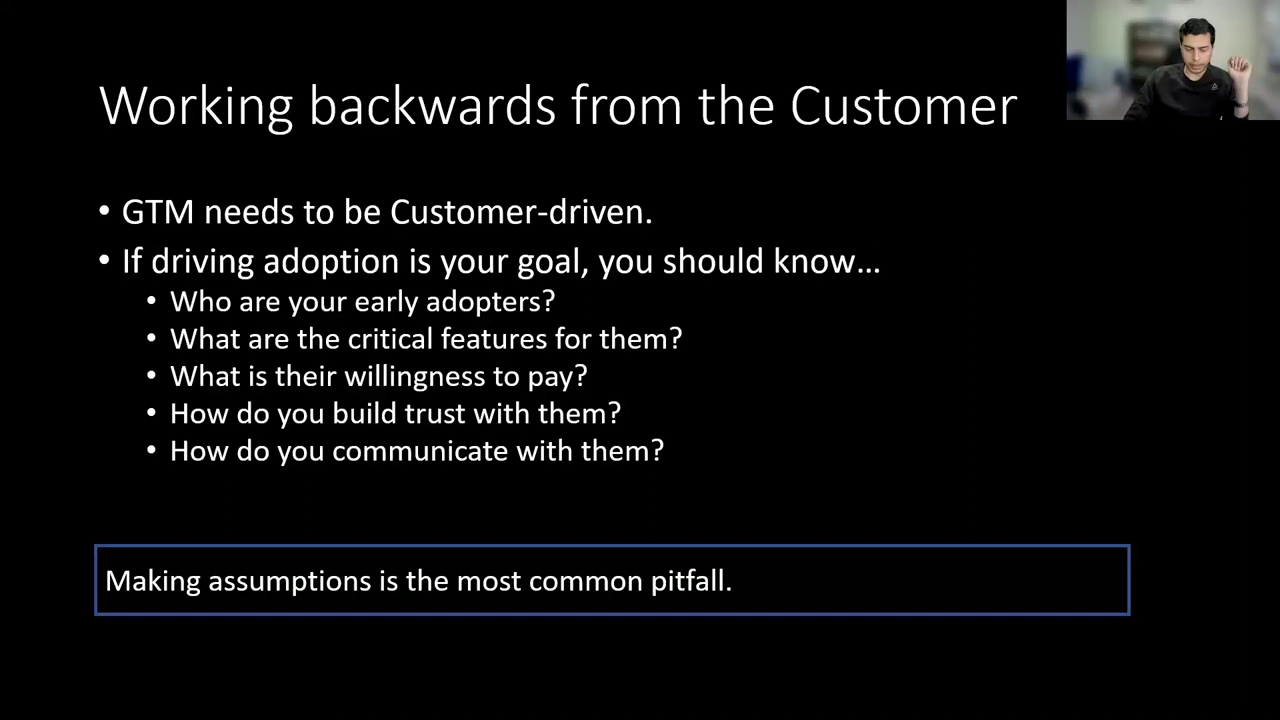 Working backwards from the Customer
• GTM needs to be Customer-driven.
• If driving adoption is your goal, you should know…
• Who are your early adopters?
• What are the critical features for them?
• What is their willingness to pay?
• How do you build trust with them?
• How do you communicate with them?
Making assumptions is the most common pitfall.